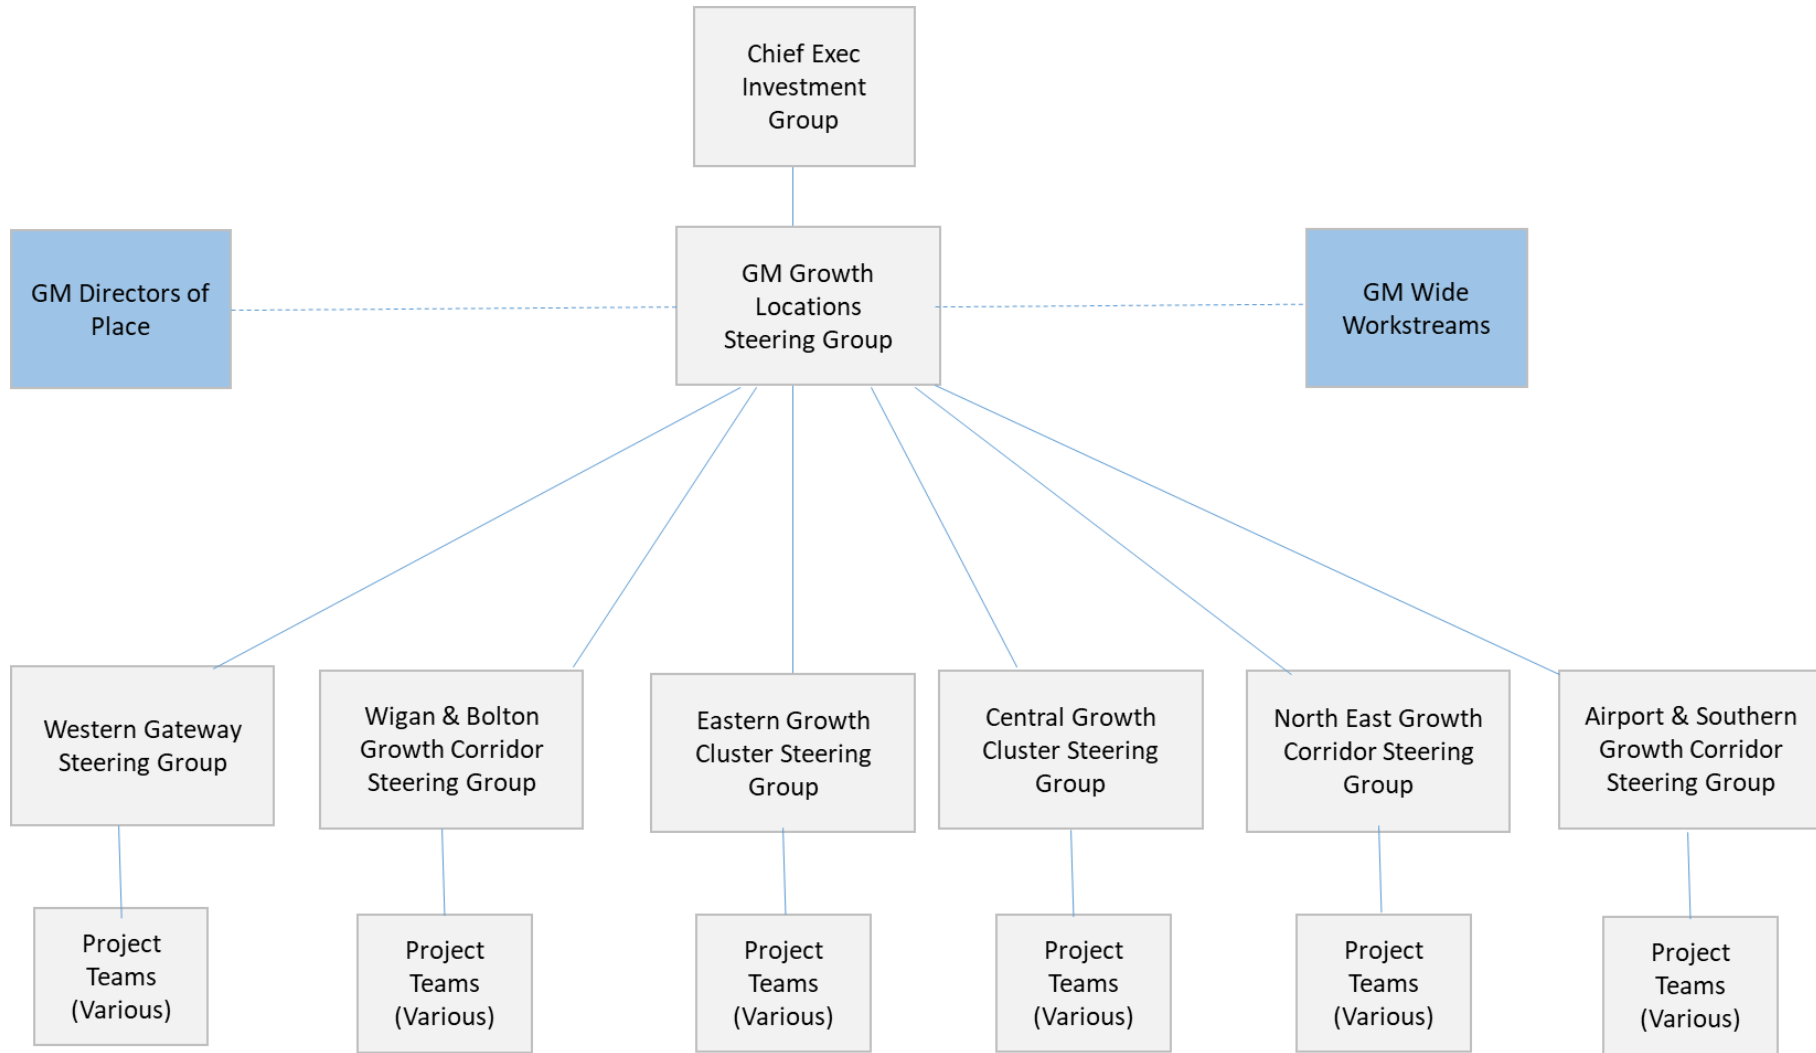 Chief Exec
Investment
Group
GM Directors of
Place
GM Growth
Locations
Steering Group
GM Wide
Workstreams
Western Gateway
Steering Group
Wigan & Bolton
Growth Corridor
Steering Group
Eastern Growth
Cluster Steering
Group
Central Growth
Cluster Steering
Group
North East Growth
Corridor Steering
Group
Airport & Southern
Growth Corridor
Steering Group
Project
Teams
(Various)
Project
Teams
(Various)
Project
Teams
(Various)
Project
Teams
(Various)
Project
Teams
(Various)
Project
Teams
(Various)